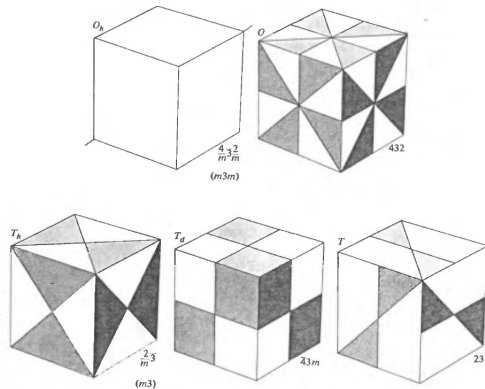 O_h
O
4/m 3̄ 2/m
(m3m)
432
T_h
T_d
T
2/m 3̄
(m3)
4̄3m
23